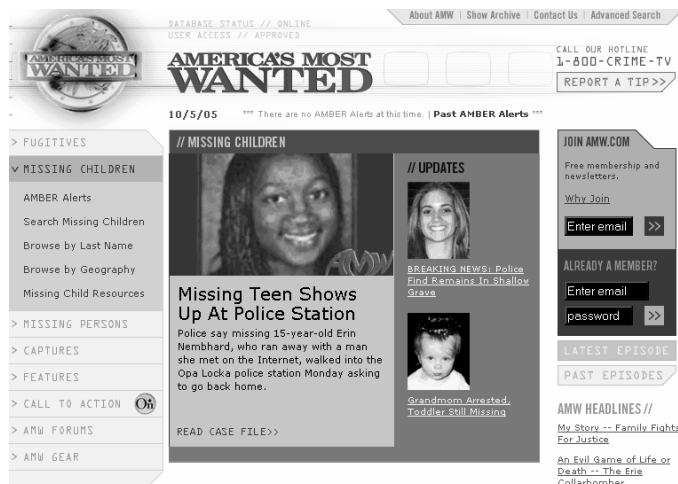 About AMW | Show Archive | Contact Us | Advanced Search
DATABASE STATUS // ONLINE
USER ACCESS // APPROVED
AMERICA'S MOST
WANTED
AMERICA'S MOST
WANTED
CALL OUR HOTLINE
1-800-CRIME-TV
REPORT A TIP>>
10/5/05 *** There are no AMBER Alerts at this time. | Past AMBER Alerts ***
> FUGITIVES
MISSING CHILDREN
AMBER Alerts
Search Missing Children
Browse by Last Name
Browse by Geography
Missing Child Resources
> MISSING PERSONS
> CAPTURES
> FEATURES
> CALL TO ACTION On
> AMW FORUMS
> AMW GEAR
// MISSING CHILDREN
AMW
Missing Teen Shows
Up At Police Station
Police say missing 15-year-old Erin
Nembhard, who ran away with a man
she met on the Internet, walked into the
Opa Locka police station Monday asking
to go back home.
READ CASE FILE>>
// UPDATES
BREAKING NEWS: Police
Find Remains In Shallow
Grave
Grandmom Arrested,
Toddler Still Missing
JOIN AMW.COM
Free membership and
newsletters.
Why Join
Enter email >>
ALREADY A MEMBER?
Enter email
password >>
LATEST EPISODE
PAST EPISODES
AMW HEADLINES //
My Story -- Family Fights
For Justice
An Evil Game of Life or
Death -- The Erie
Collarbomber